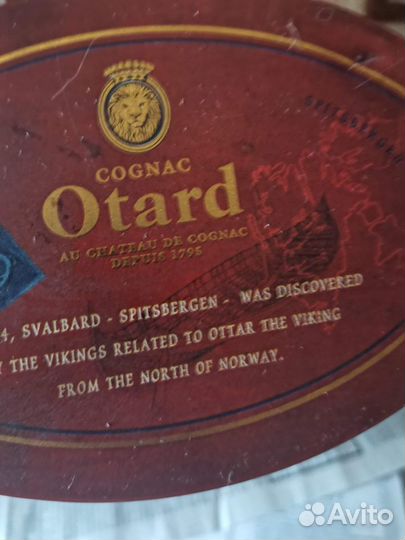 SPITSBERGEN
COGNAC
Otard
AU CHATEAU DE COGNAC
DEPUIS 1795
9
4, SVALBARD - SPITSBERGEN - WAS DISCOVERED
Y THE VIKINGS RELATED TO OTTAR THE VIKING
FROM THE NORTH OF NORWAY.
Avito